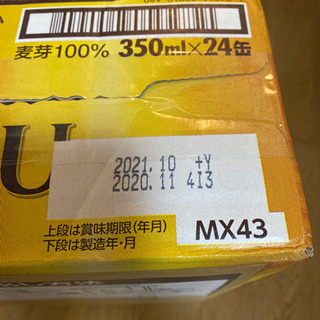 麦芽100% 350ml×24缶
U
2021.10 +Y
2020.11 4I3
上段は賞味期限(年月)
下段は製造年・月
MX43